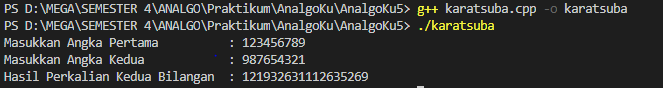 PS D:\MEGA\SEMESTER 4\ANALGO\Praktikum\AnalgoKu\AnalgoKu5> g++ karatsuba.cpp -o karatsuba
PS D:\MEGA\SEMESTER 4\ANALGO\Praktikum\AnalgoKu\AnalgoKu5> ./karatsuba
Masukkan Angka Pertama : 123456789
Masukkan Angka Kedua : 987654321
Hasil Perkalian Kedua Bilangan : 121932631112635269